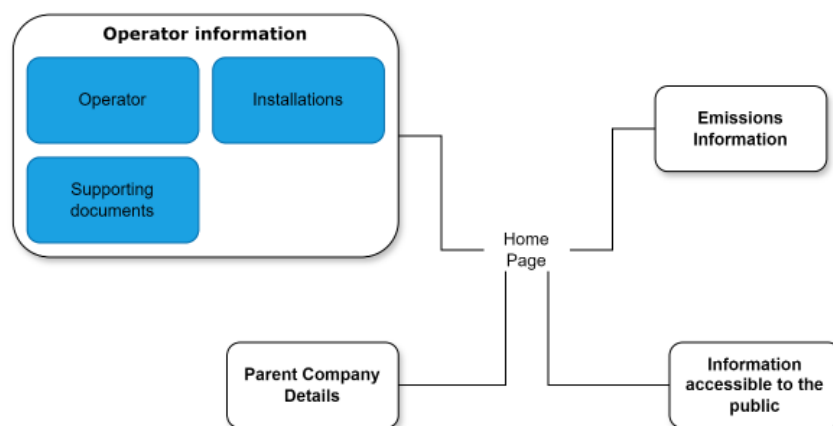 Operator information
Operator
Installations
Supporting
documents
Emissions
Information
Home
Page
Parent Company
Details
Information
accessible to the
public